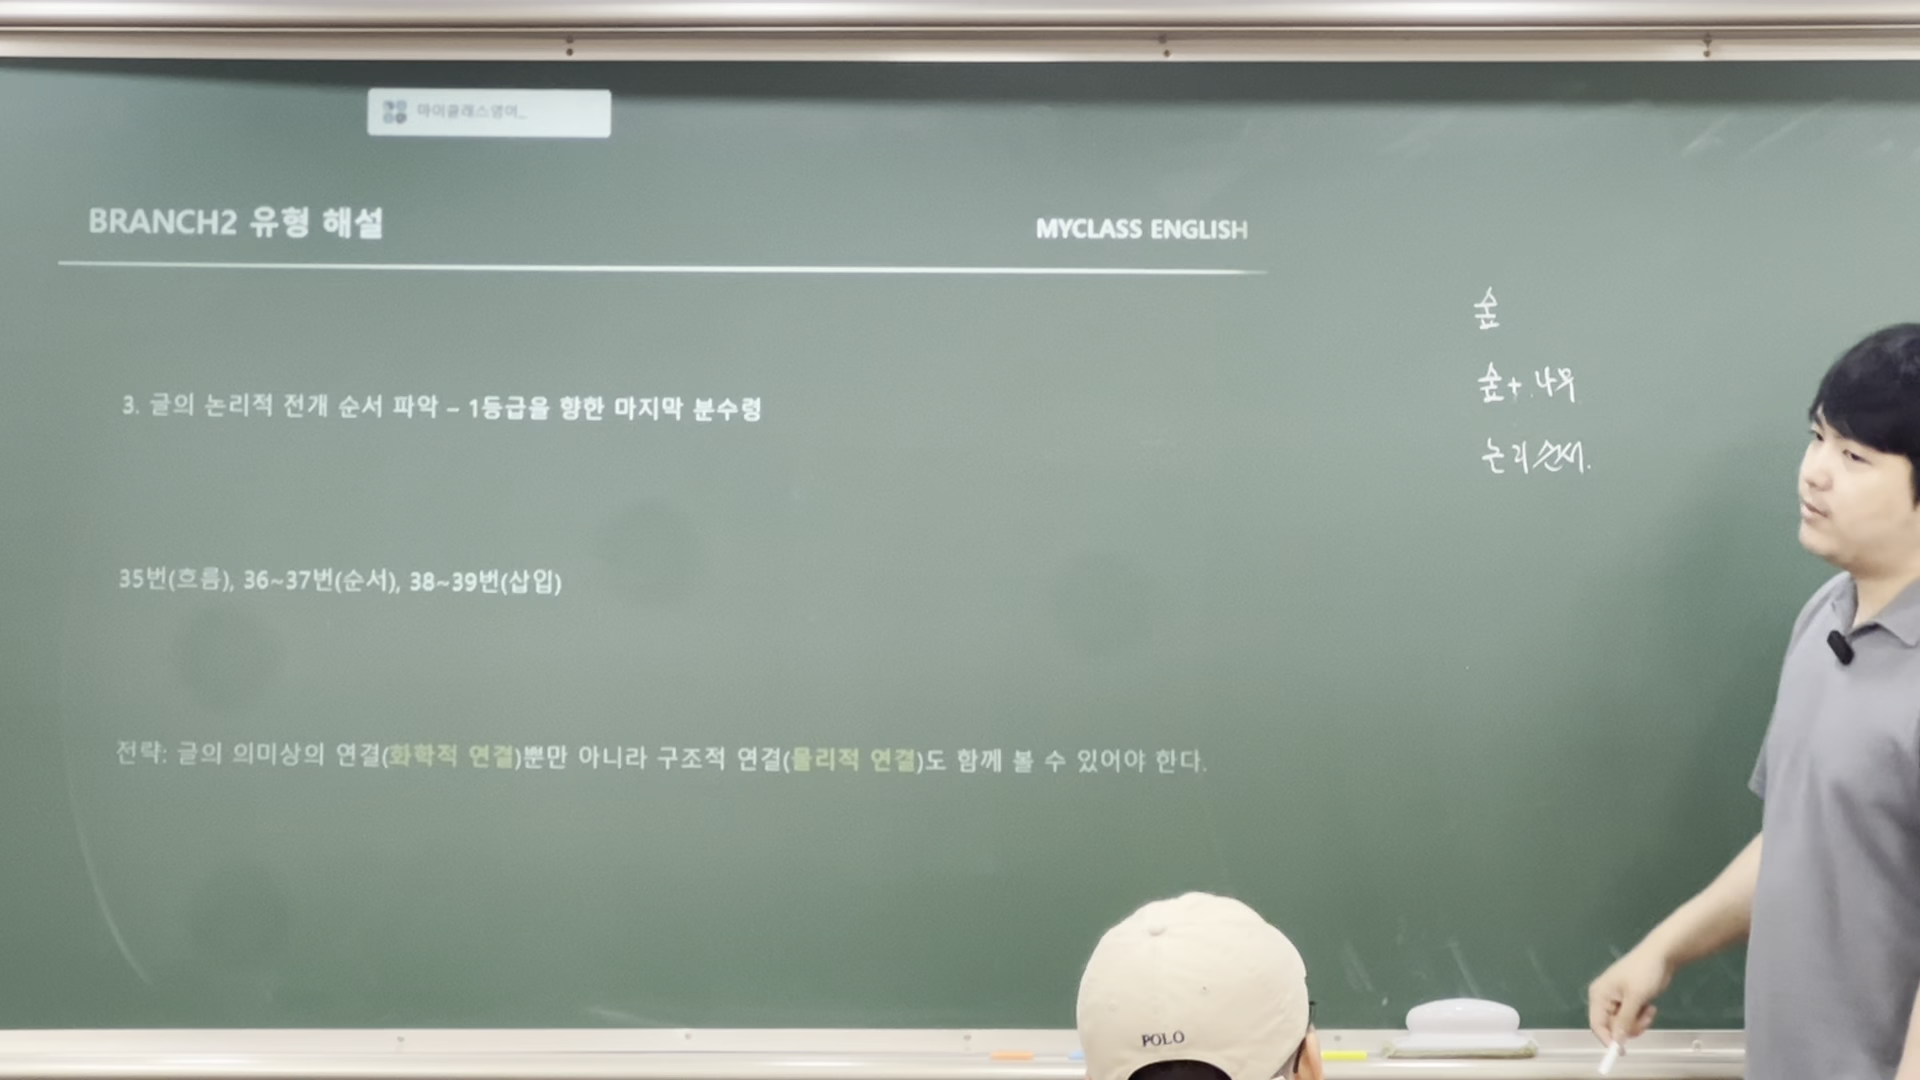 마이클래스영어_
BRANCH2 유형 해설
MYCLASS ENGLISH
3. 글의 논리적 전개 순서 파악 – 1등급을 향한 마지막 분수령
35번(흐름), 36~37번(순서), 38~39번(삽입)
전략: 글의 의미상의 연결(화학적 연결)뿐만 아니라 구조적 연결(물리적 연결)도 함께 볼 수 있어야 한다.
숲
숲+나무
논리순서.
POLO